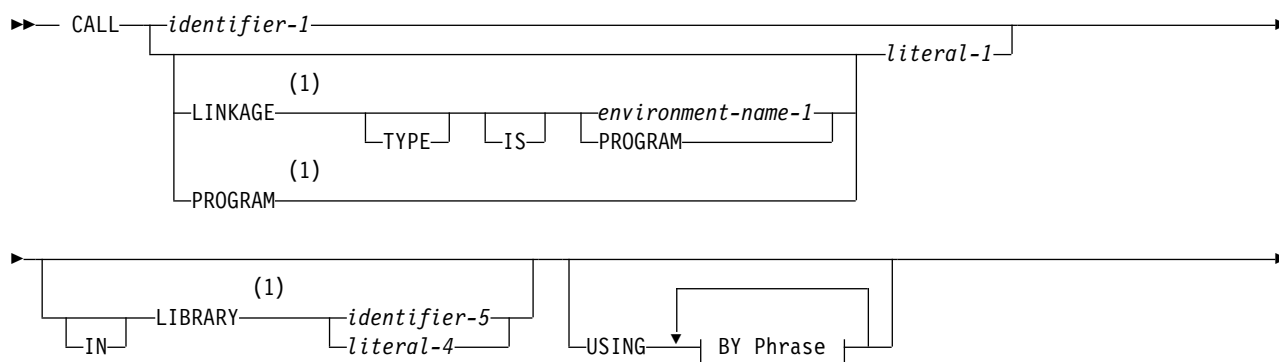 CALL identifier-1
literal-1
(1)
LINKAGE environment-name-1
TYPE IS PROGRAM
(1)
PROGRAM
(1)
LIBRARY identifier-5
IN literal-4 USING BY Phrase